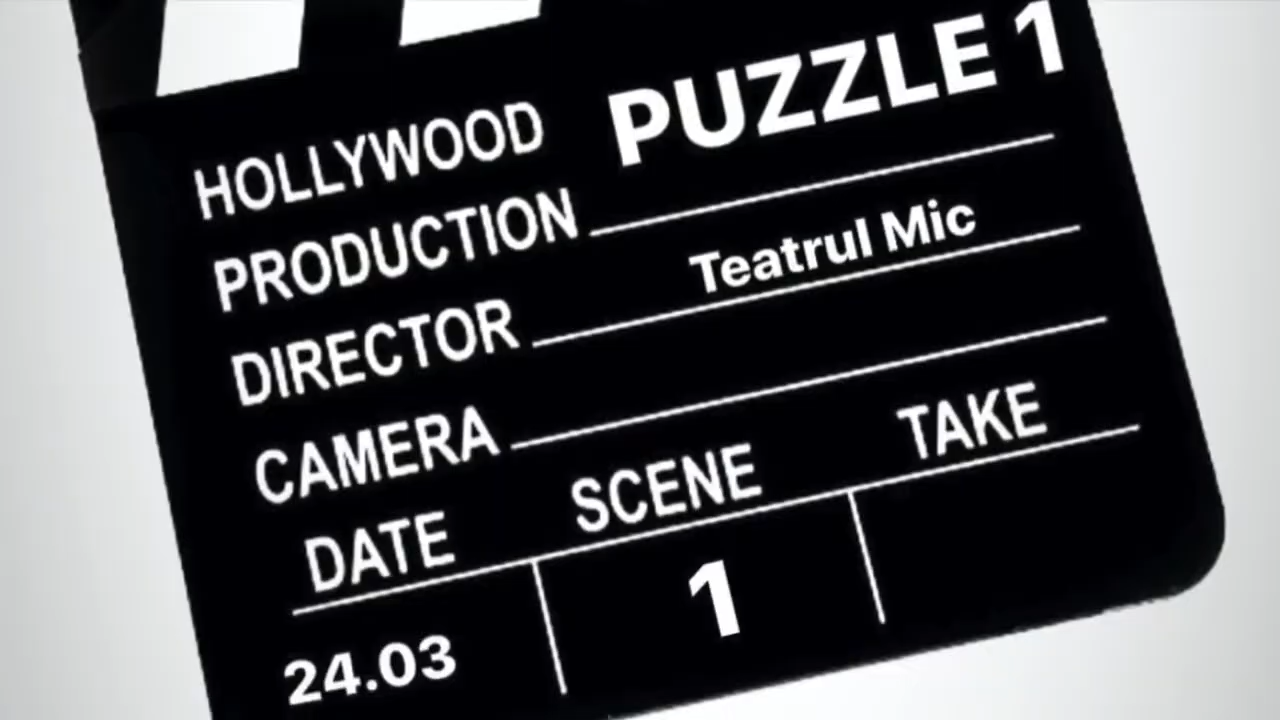 HOLLYWOOD PUZZLE 1
PRODUCTION
DIRECTOR Teatrul Mic
CAMERA
DATE SCENE TAKE
24.03 1